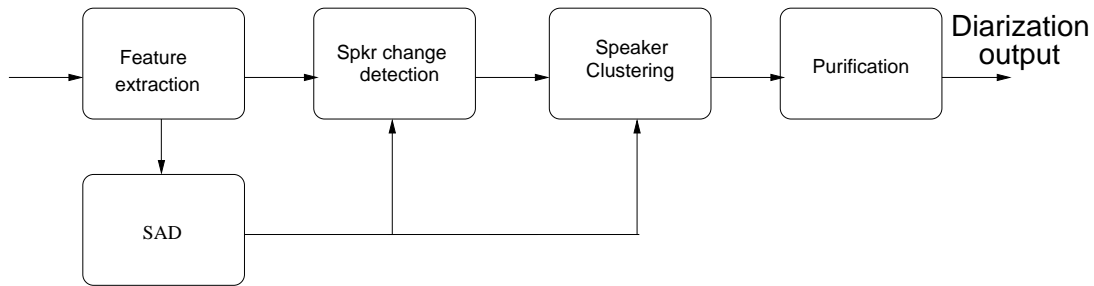 Feature
extraction
Spkr change
detection
Speaker
Clustering
Purification
Diarization
output
SAD